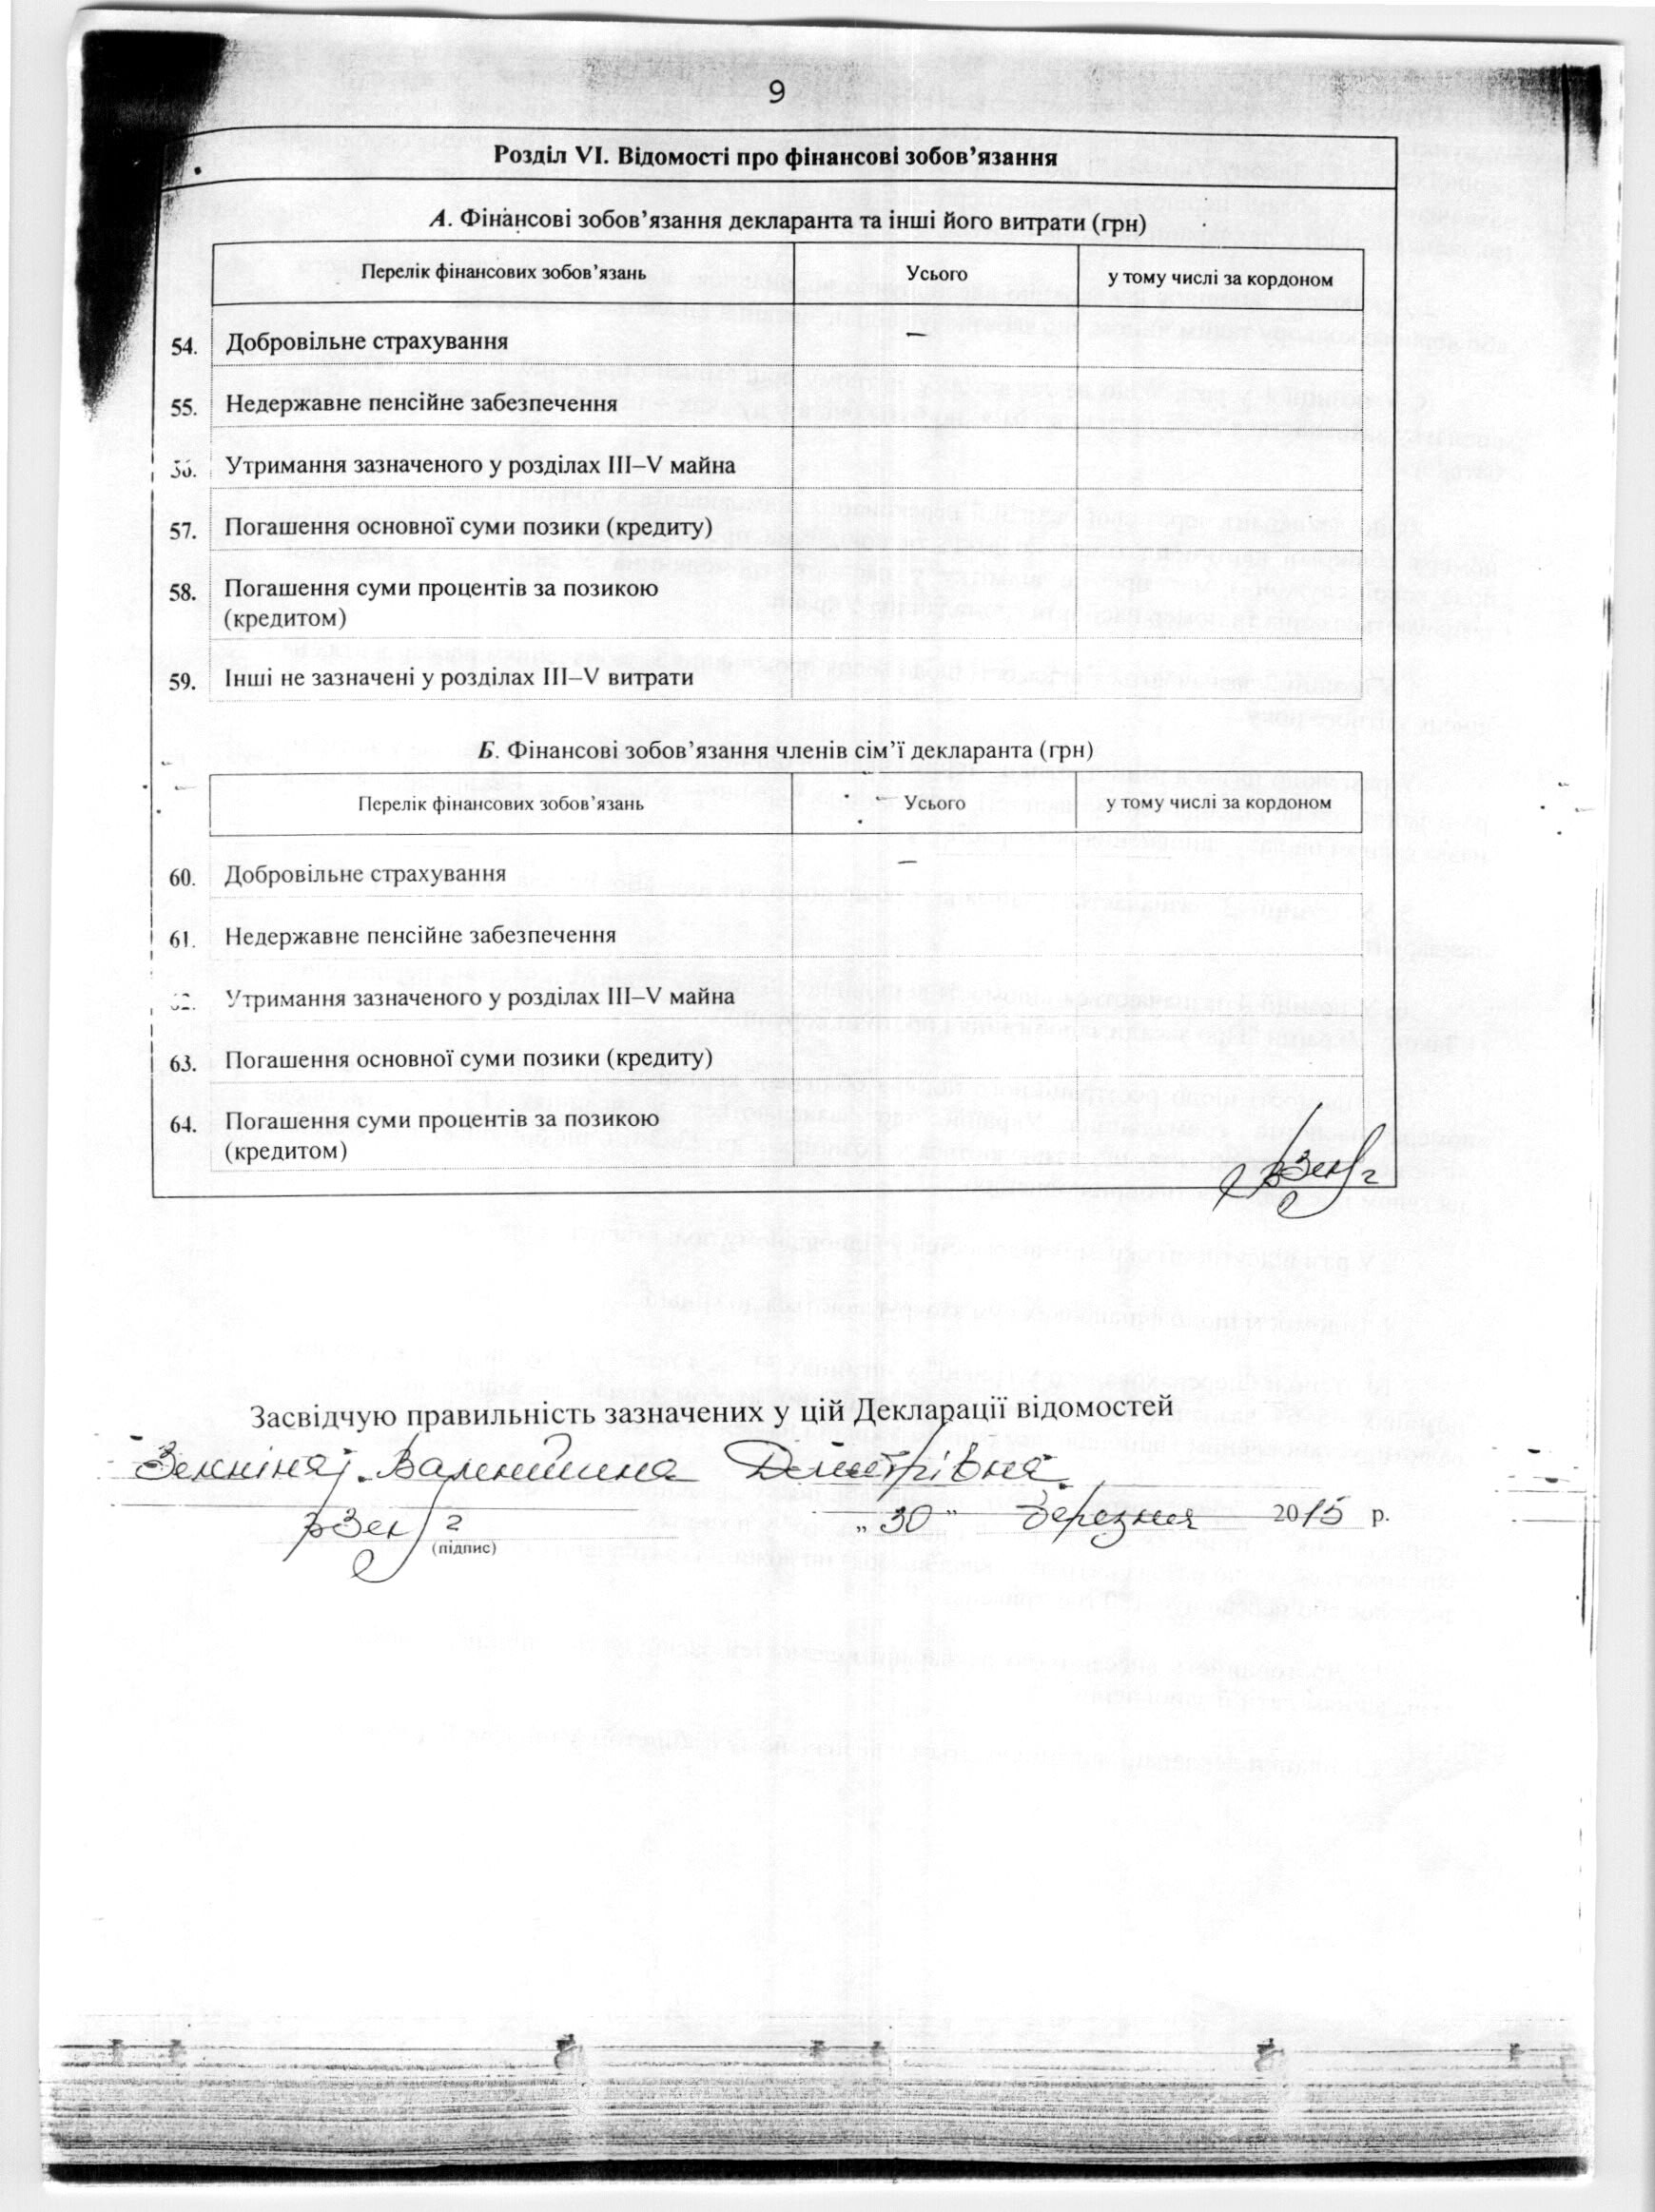 9
Розділ VI. Відомості про фінансові зобов’язання
А. Фінансові зобов’язання декларанта та інші його витрати (грн)
Перелік фінансових зобов’язань Усього у тому числі за кордоном
54. Добровільне страхування –
55. Недержавне пенсійне забезпечення
56. Утримання зазначеного у розділах III–V майна
57. Погашення основної суми позики (кредиту)
58. Погашення суми процентів за позикою
(кредитом)
59. Інші не зазначені у розділах III–V витрати
Б. Фінансові зобов’язання членів сім’ї декларанта (грн)
Перелік фінансових зобов’язань Усього у тому числі за кордоном
60. Добровільне страхування –
61. Недержавне пенсійне забезпечення
62. Утримання зазначеного у розділах III–V майна
63. Погашення основної суми позики (кредиту)
64. Погашення суми процентів за позикою
(кредитом)
Засвідчую правильність зазначених у цій Декларації відомостей
Валентина Дмитрівна
„ 30 “ березня 2015 р.
(підпис)